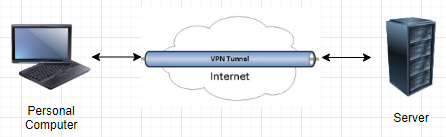 VPN Tunnel
Internet
Personal
Computer
Server